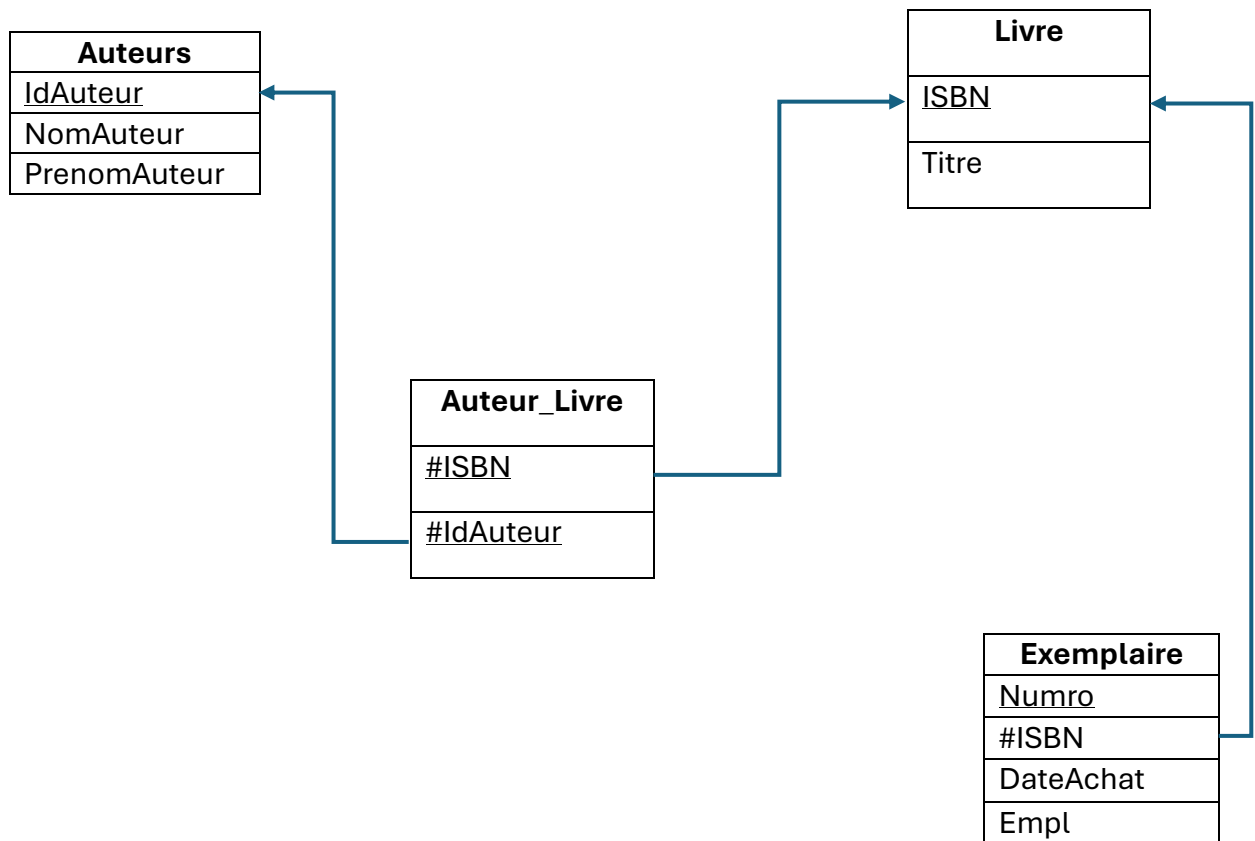 Auteurs
IdAuteur
NomAuteur
PrenomAuteur
Livre
ISBN
Titre
Auteur_Livre
#ISBN
#IdAuteur
Exemplaire
Numro
#ISBN
DateAchat
Empl